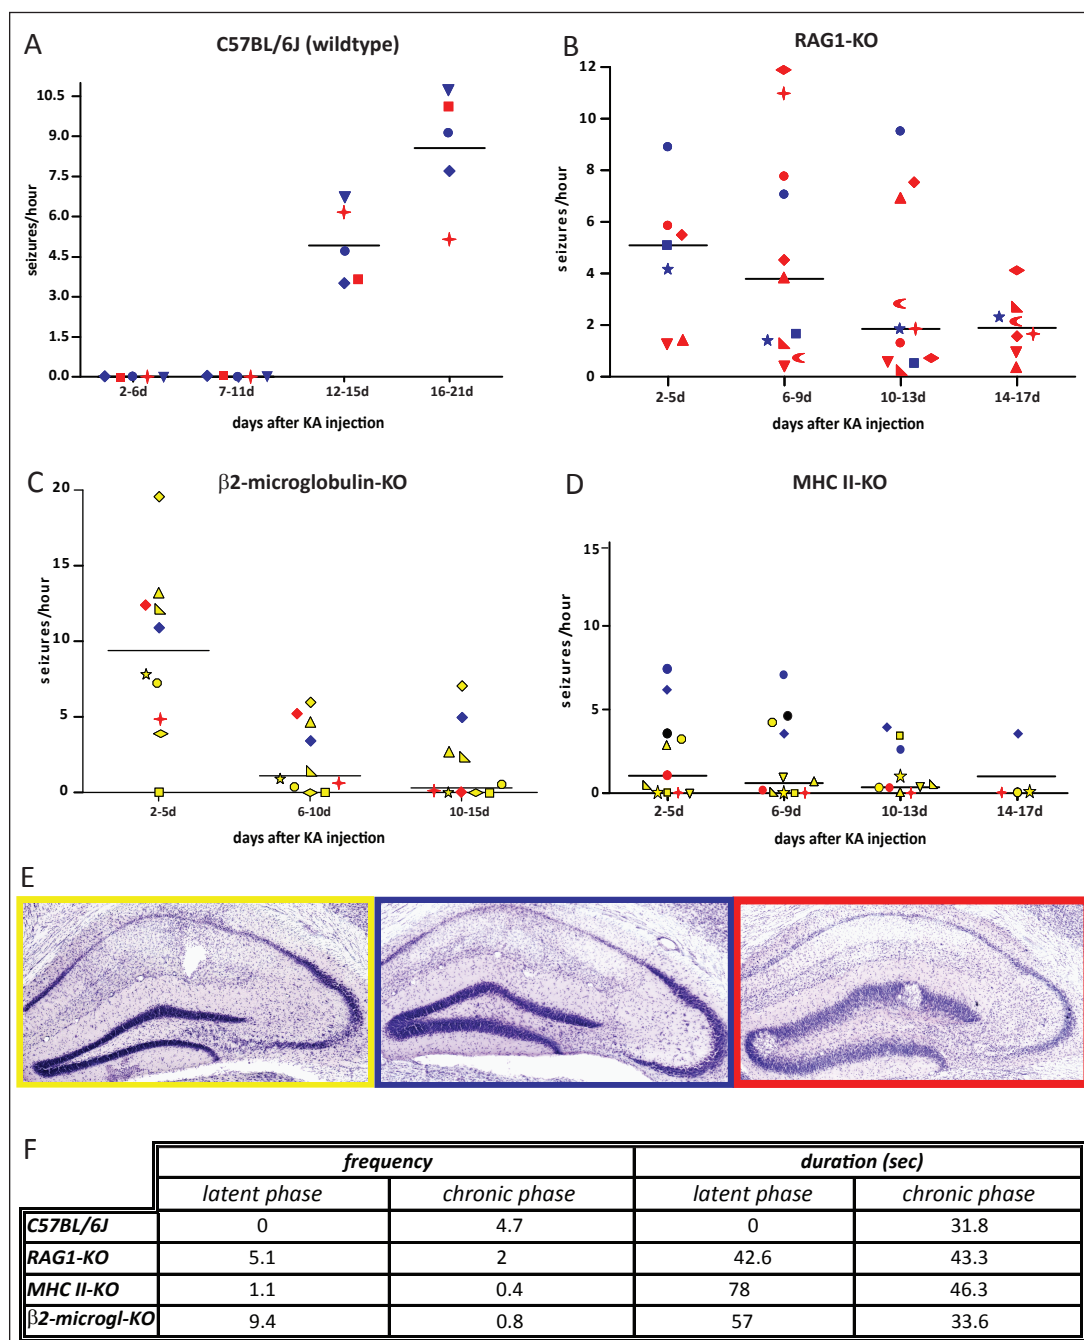 A
C57BL/6J (wildtype)
10.5
9.0
7.5
6.0
4.5
3.0
1.5
0.0
seizures/hour
2-6d 7-11d 12-15d 16-21d
days after KA injection
B
RAG1-KO
12
10
8
6
4
2
0
seizures/hour
2-5d 6-9d 10-13d 14-17d
days after KA injection
C
β2-microglobulin-KO
20
15
10
5
0
seizures/hour
2-5d 6-10d 10-15d
days after KA injection
D
MHC II-KO
15
10
5
0
seizures/hour
2-5d 6-9d 10-13d 14-17d
days after KA injection
E
F
frequency duration (sec)
latent phase chronic phase latent phase chronic phase
C57BL/6J 0 4.7 0 31.8
RAG1-KO 5.1 2 42.6 43.3
MHC II-KO 1.1 0.4 78 46.3
β2-microgl-KO 9.4 0.8 57 33.6